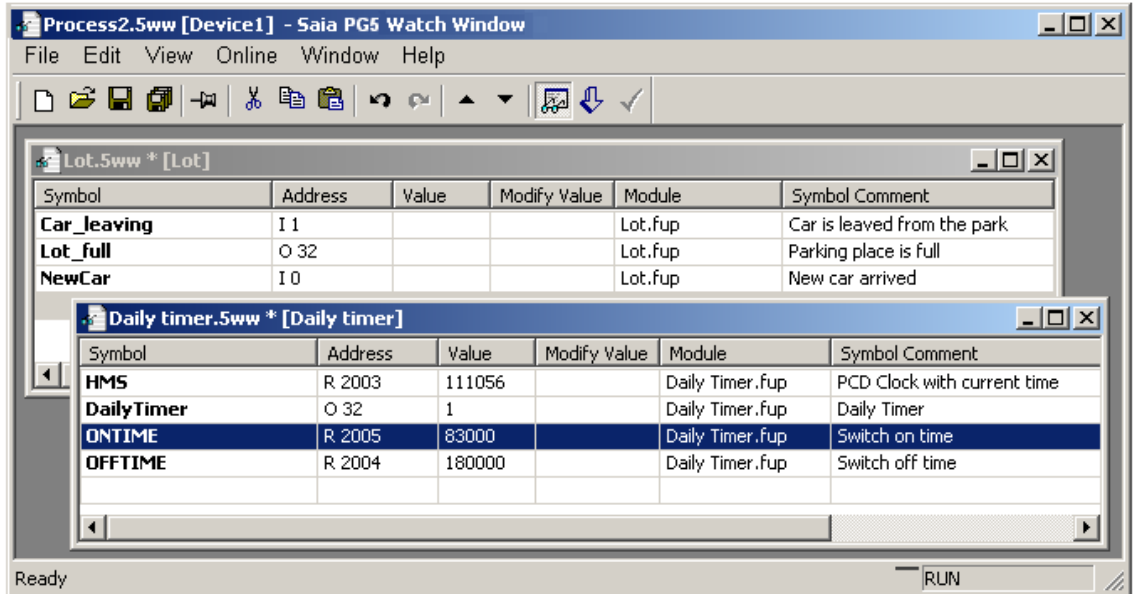 Process2.5ww [Device1] - Saia PG5 Watch Window
File Edit View Online Window Help
Lot.5ww * [Lot]
Symbol Address Value Modify Value Module Symbol Comment
Car_leaving I 1 Lot.fup Car is leaved from the park
Lot_full O 32 Lot.fup Parking place is full
NewCar I 0 Lot.fup New car arrived
Daily timer.5ww * [Daily timer]
Symbol Address Value Modify Value Module Symbol Comment
HMS R 2003 111056 Daily Timer.fup PCD Clock with current time
DailyTimer O 32 1 Daily Timer.fup Daily Timer
ONTIME R 2005 83000 Daily Timer.fup Switch on time
OFFTIME R 2004 180000 Daily Timer.fup Switch off time
Ready RUN